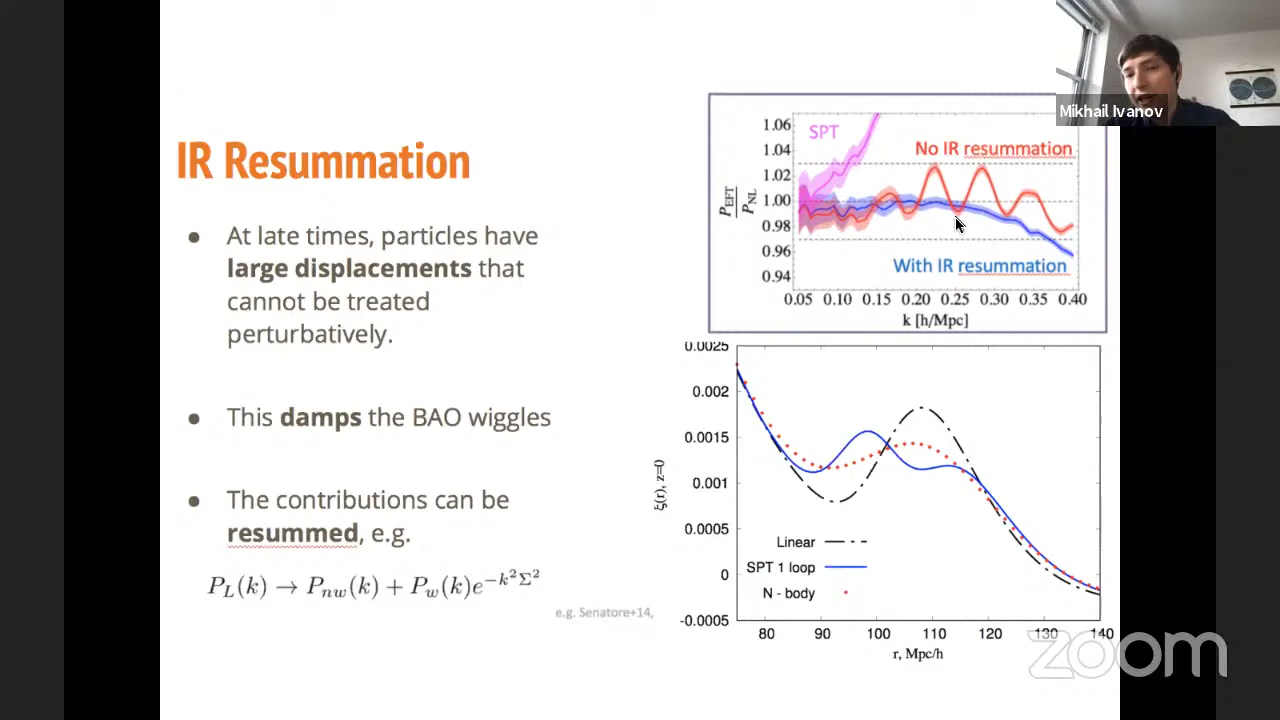 Mikhail Ivanov
IR Resummation
At late times, particles have
large displacements that
cannot be treated
perturbatively.
This damps the BAO wiggles
The contributions can be
resummed, e.g.
P_L(k) → P_nw(k) + P_w(k)e^{−k²Σ²}
e.g. Senatore+14,
SPT
No IR resummation
With IR resummation
P_EFT / P_NL
1.06
1.04
1.02
1.00
0.98
0.96
0.94
0.05 0.10 0.15 0.20 0.25 0.30 0.35 0.40
k [h/Mpc]
0.0025
0.002
0.0015
0.001
0.0005
0
-0.0005
ξ(r), z=0
Linear
SPT 1 loop
N - body
80 90 100 110 120 130 140
r, Mpc/h
zoom